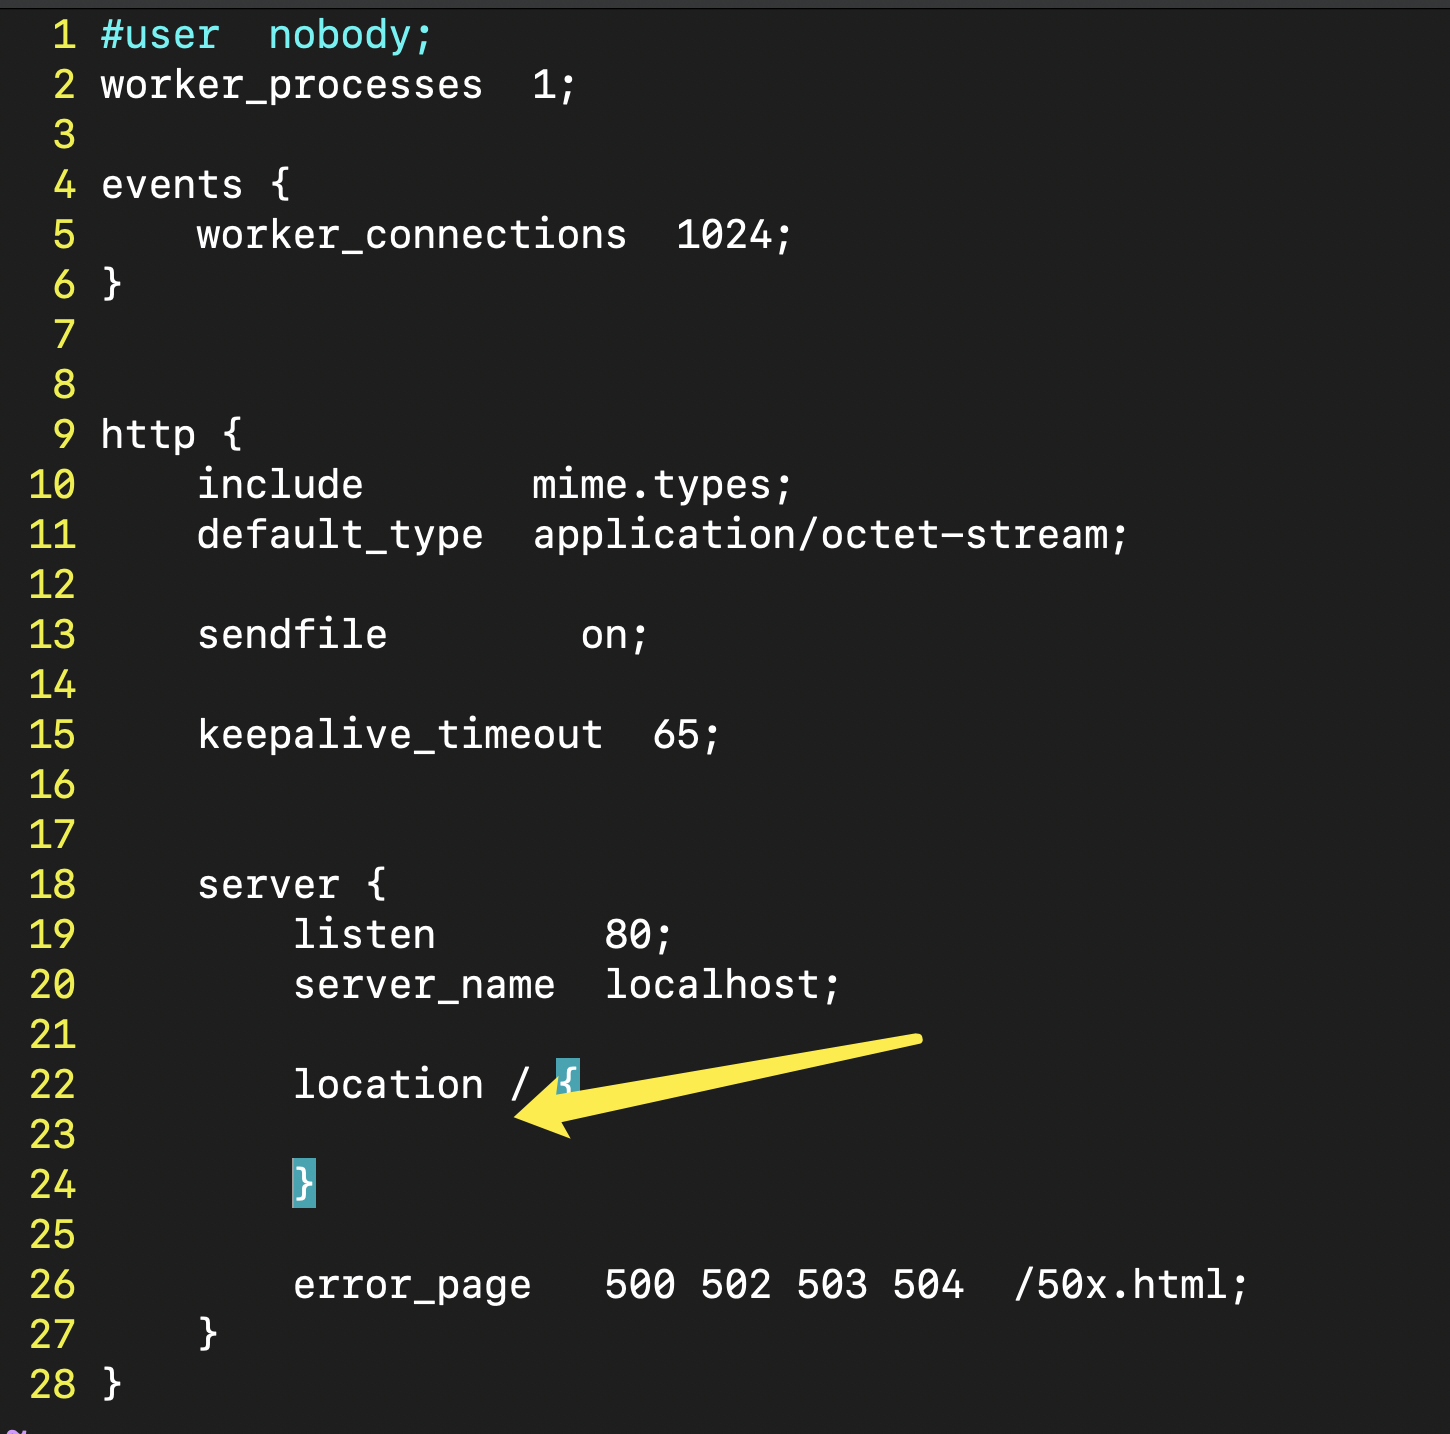 1 #user  nobody;
2 worker_processes  1;
3
4 events {
5     worker_connections  1024;
6 }
7
8
9 http {
10     include       mime.types;
11     default_type  application/octet-stream;
12
13     sendfile        on;
14
15     keepalive_timeout  65;
16
17
18     server {
19         listen       80;
20         server_name  localhost;
21
22         location / {
23
24         }
25
26         error_page   500 502 503 504  /50x.html;
27     }
28 }